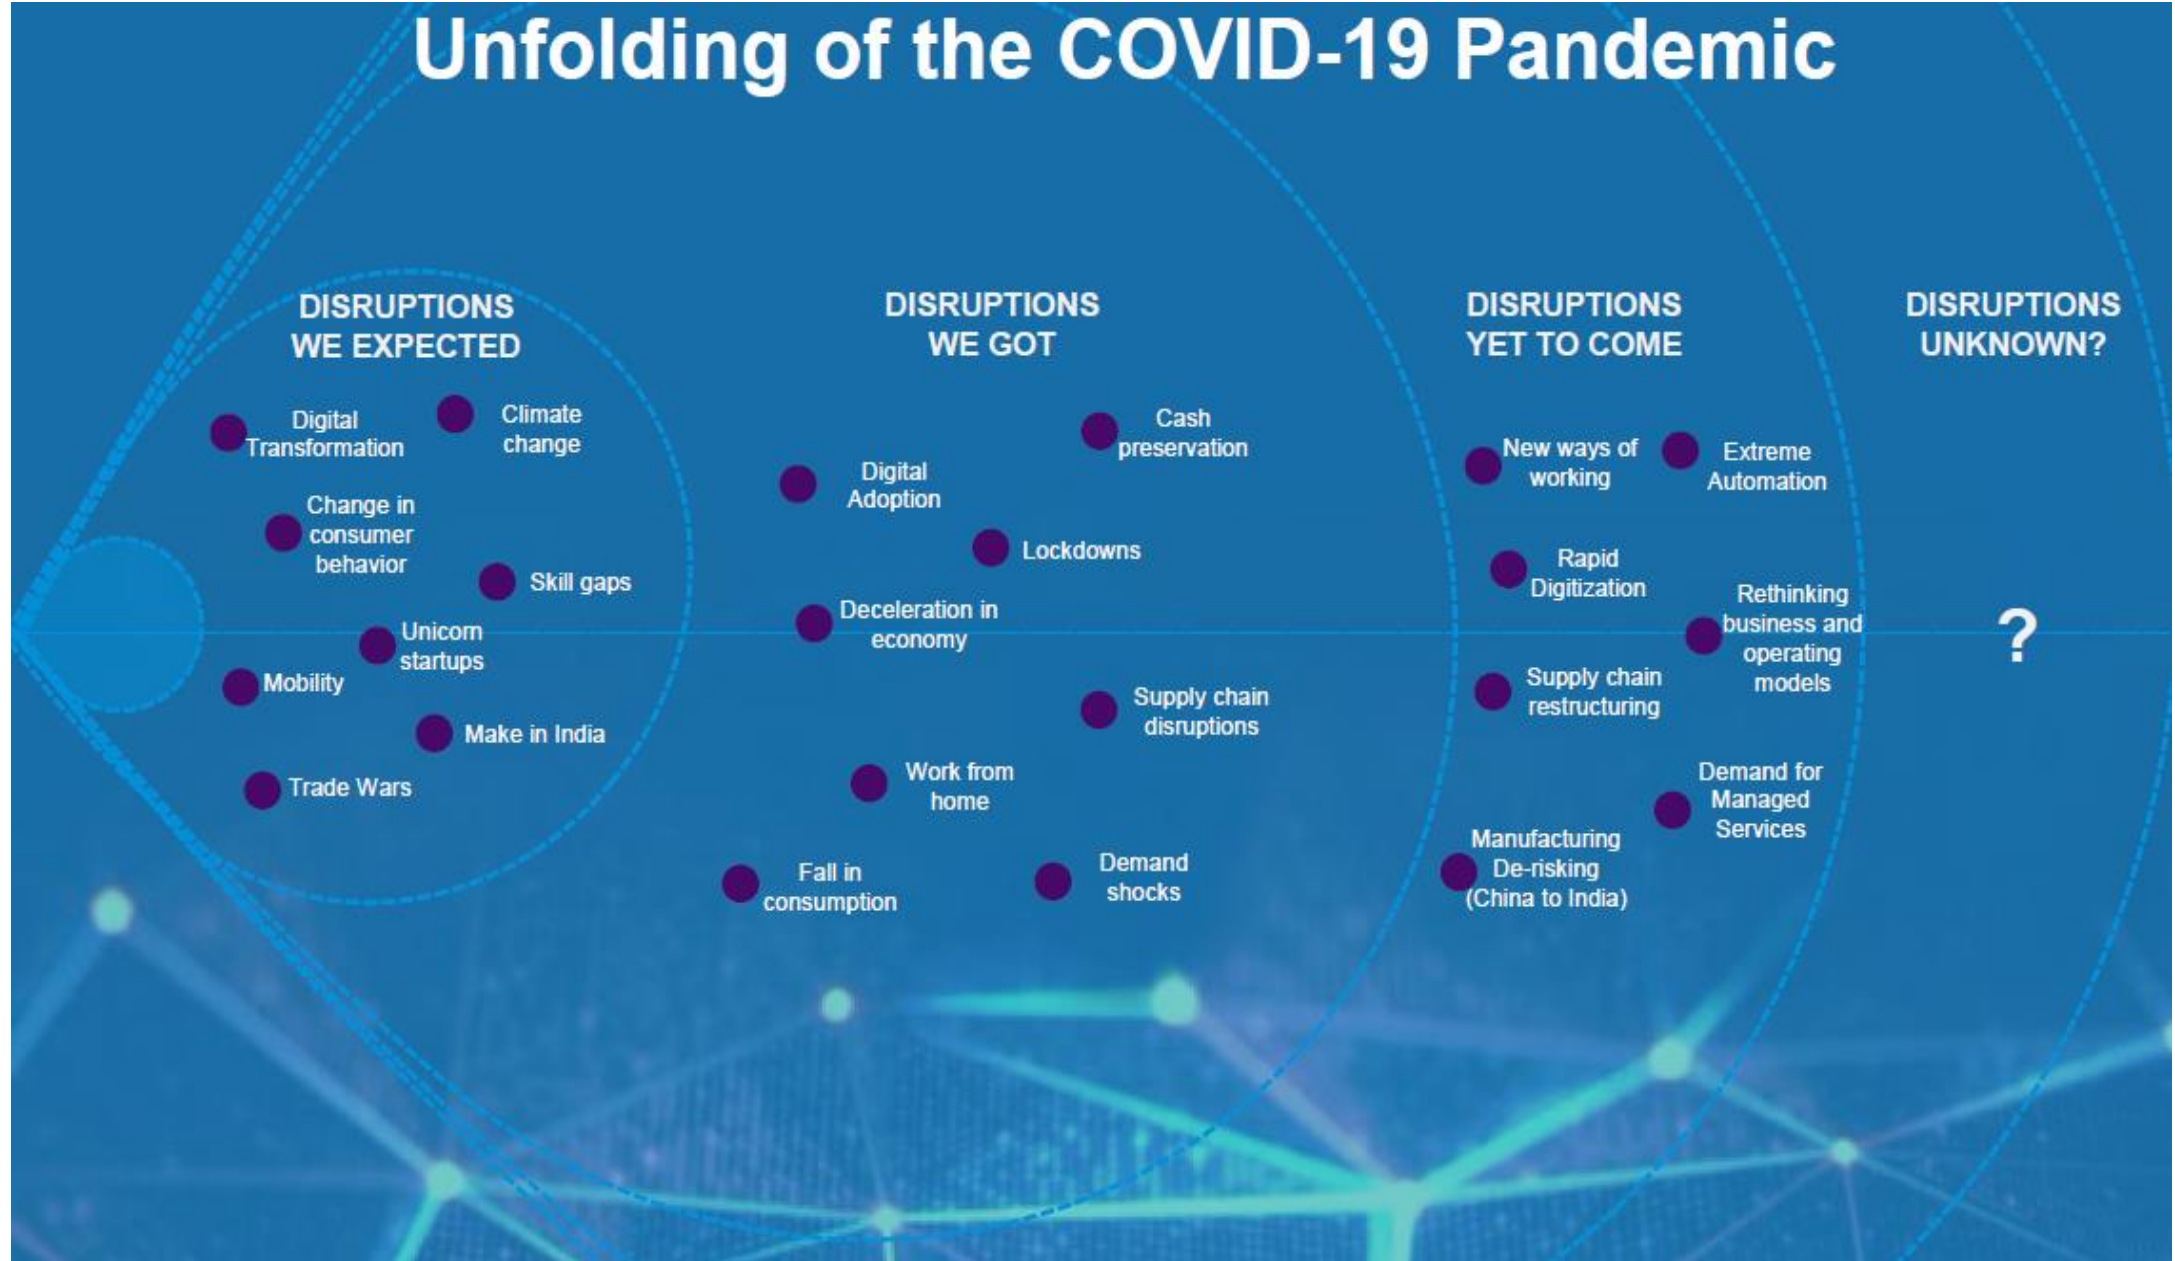 Unfolding of the COVID-19 Pandemic
DISRUPTIONS
WE EXPECTED
Digital
Transformation
Climate
change
Change in
consumer
behavior
Skill gaps
Unicorn
startups
Mobility
Make in India
Trade Wars
DISRUPTIONS
WE GOT
Cash
preservation
Digital
Adoption
Lockdowns
Deceleration in
economy
Supply chain
disruptions
Work from
home
Fall in
consumption
Demand
shocks
DISRUPTIONS
YET TO COME
New ways of
working
Extreme
Automation
Rapid
Digitization
Rethinking
business and
operating
models
Supply chain
restructuring
Demand for
Managed
Services
Manufacturing
De-risking
(China to India)
DISRUPTIONS
UNKNOWN?
?